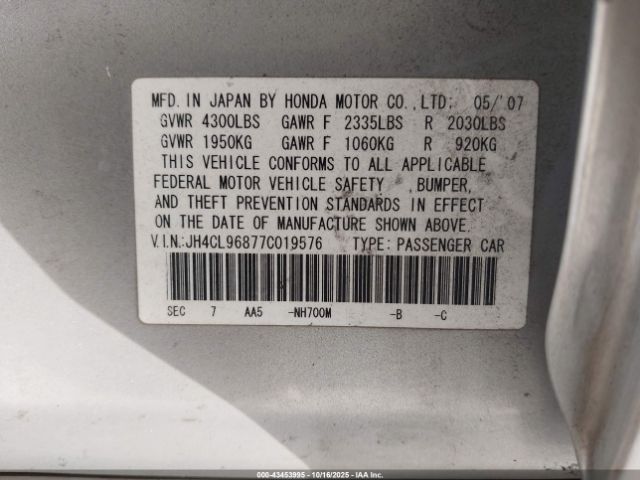 MFD. IN JAPAN BY HONDA MOTOR CO., LTD: 05/'07
GVWR 4300LBS GAWR F 2335LBS R 2030LBS
GVWR 1950KG GAWR F 1060KG R 920KG
THIS VEHICLE CONFORMS TO ALL APPLICABLE
FEDERAL MOTOR VEHICLE SAFETY , BUMPER,
AND THEFT PREVENTION STANDARDS IN EFFECT
ON THE DATE OF MANUFACTURE SHOWN ABOVE.
V.I.N.:JH4CL96877C019576 TYPE: PASSENGER CAR
SEC 7 AA5 -NH700M -B -C
000-43453995 - 10/16/2025 - IAA Inc.